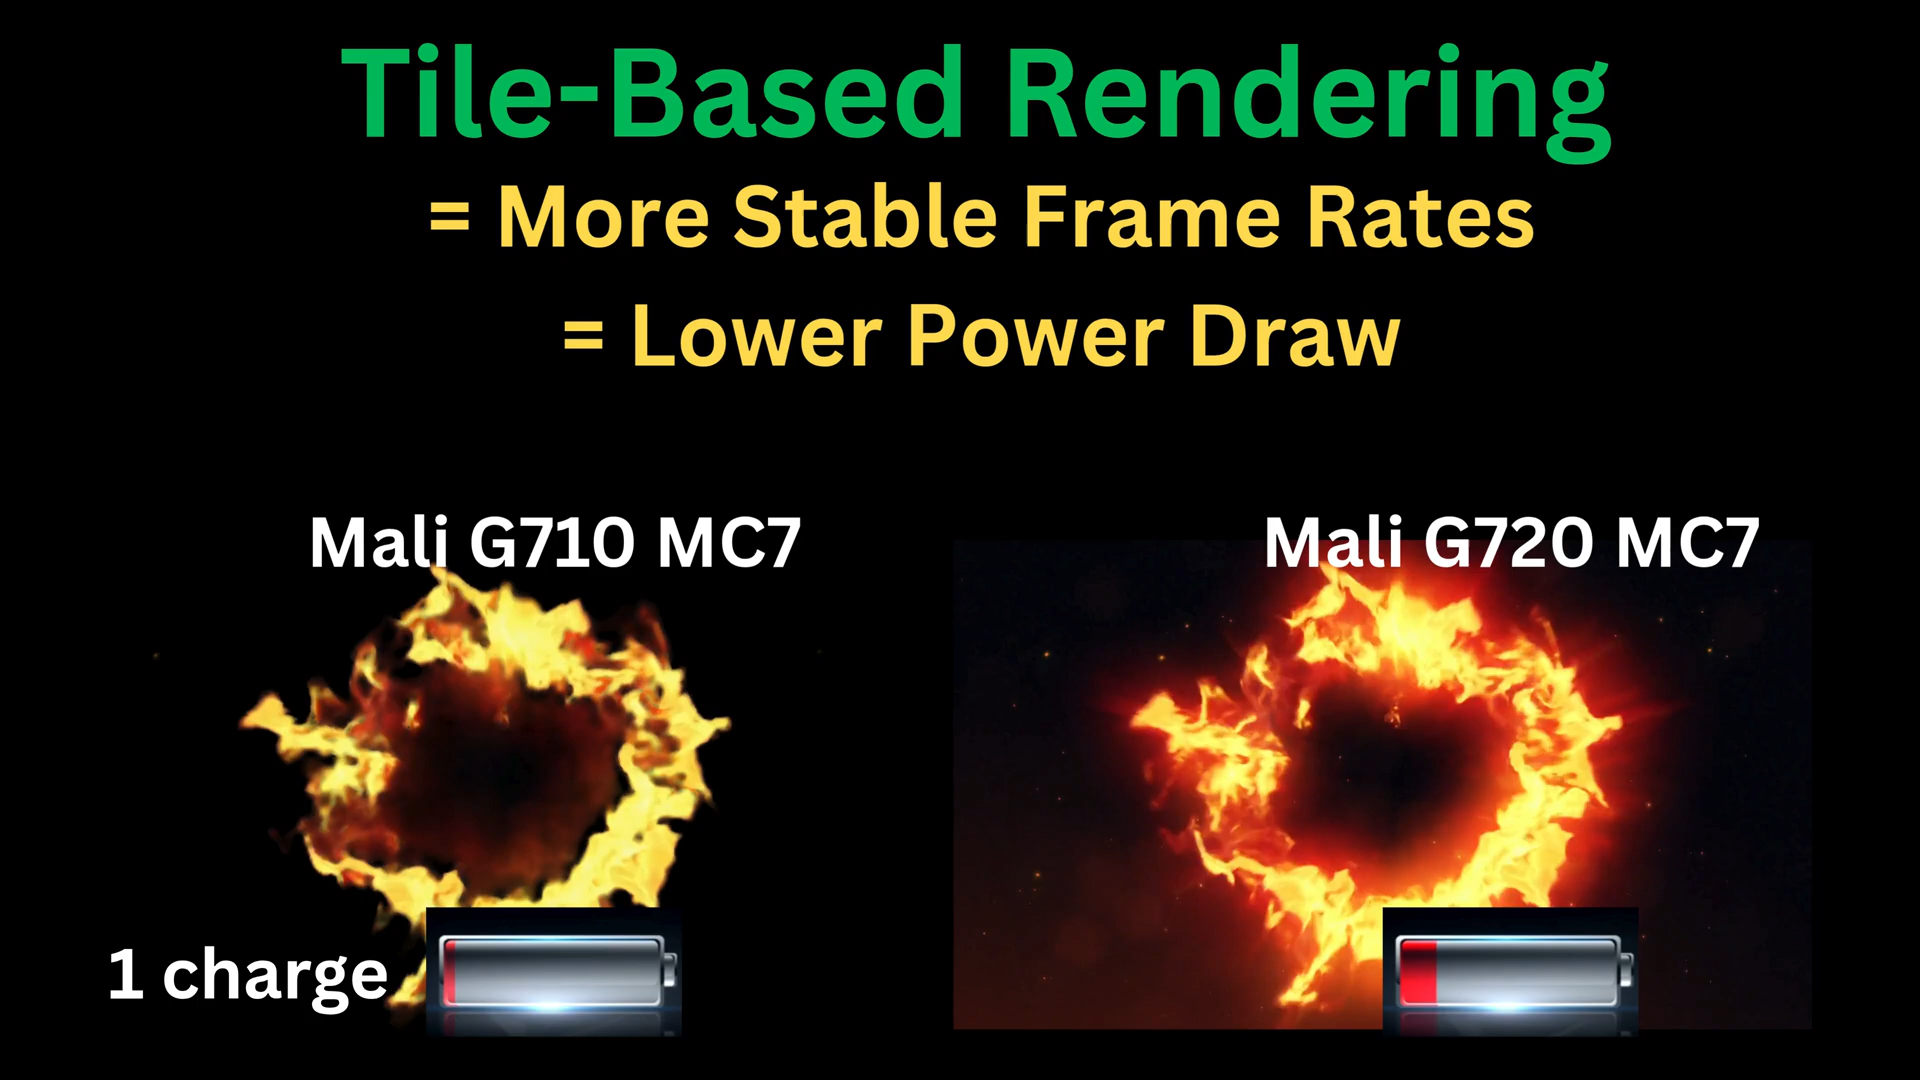 Tile-Based Rendering
= More Stable Frame Rates
= Lower Power Draw
Mali G710 MC7
Mali G720 MC7
1 charge